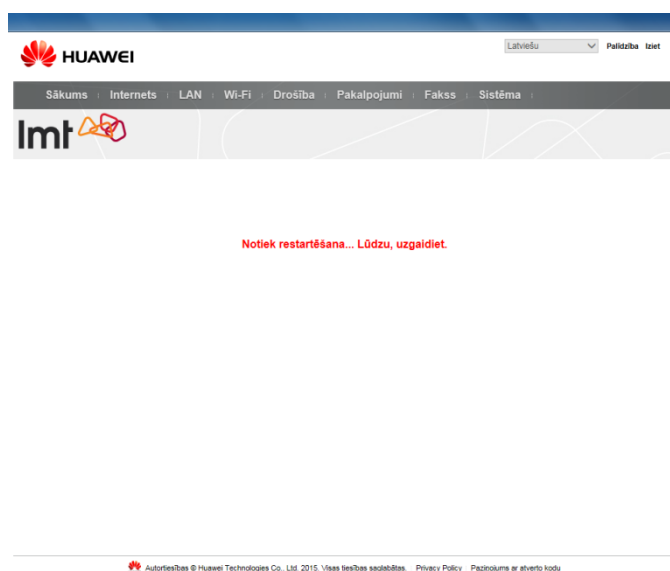 HUAWEI
Latviešu Palīdzība Iziet
Sākums Internets LAN Wi-Fi Drošība Pakalpojumi Fakss Sistēma
lmt
Notiek restartēšana... Lūdzu, uzgaidiet.
Autortiesības © Huawei Technologies Co., Ltd. 2015. Visas tiesības saglabātas. Privacy Policy Paziņojums ar atverto kodu